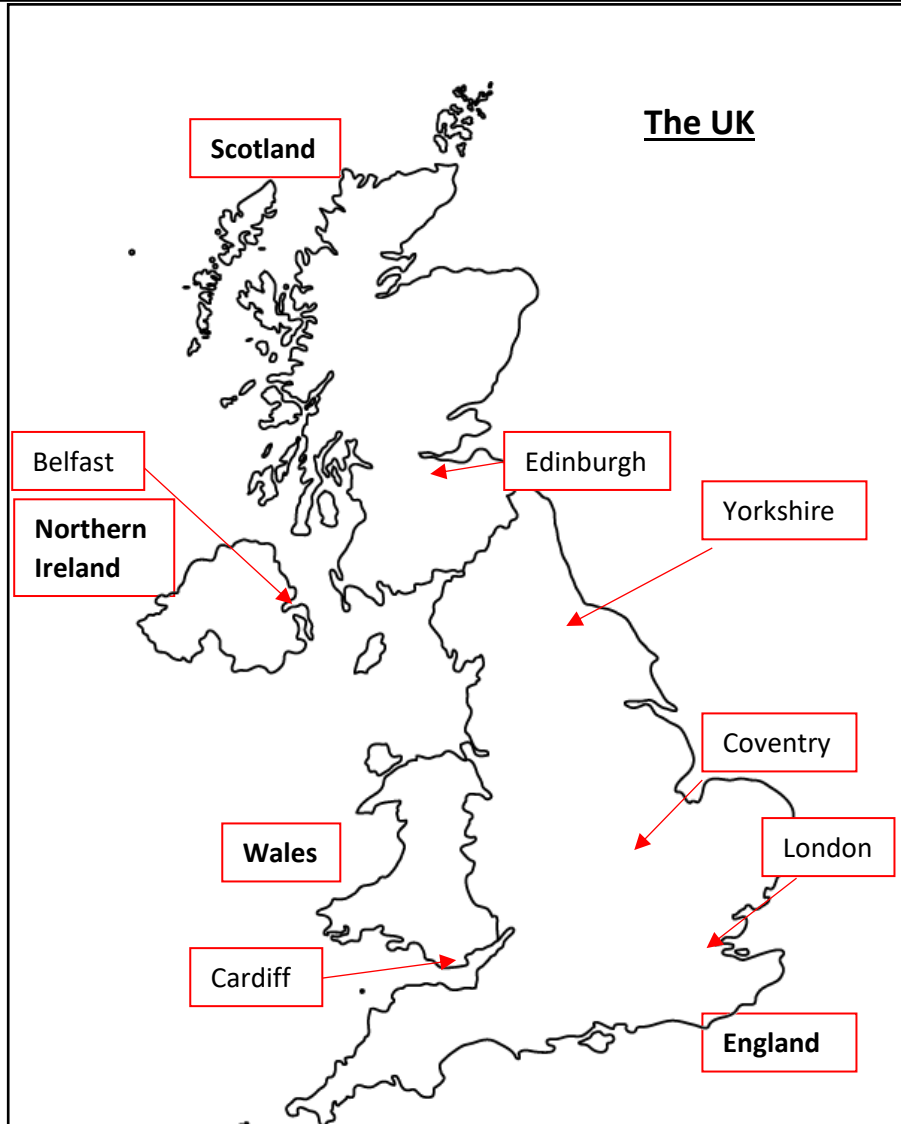 The UK
Scotland
Belfast
Edinburgh
Northern
Ireland
Yorkshire
Coventry
Wales
London
Cardiff
England